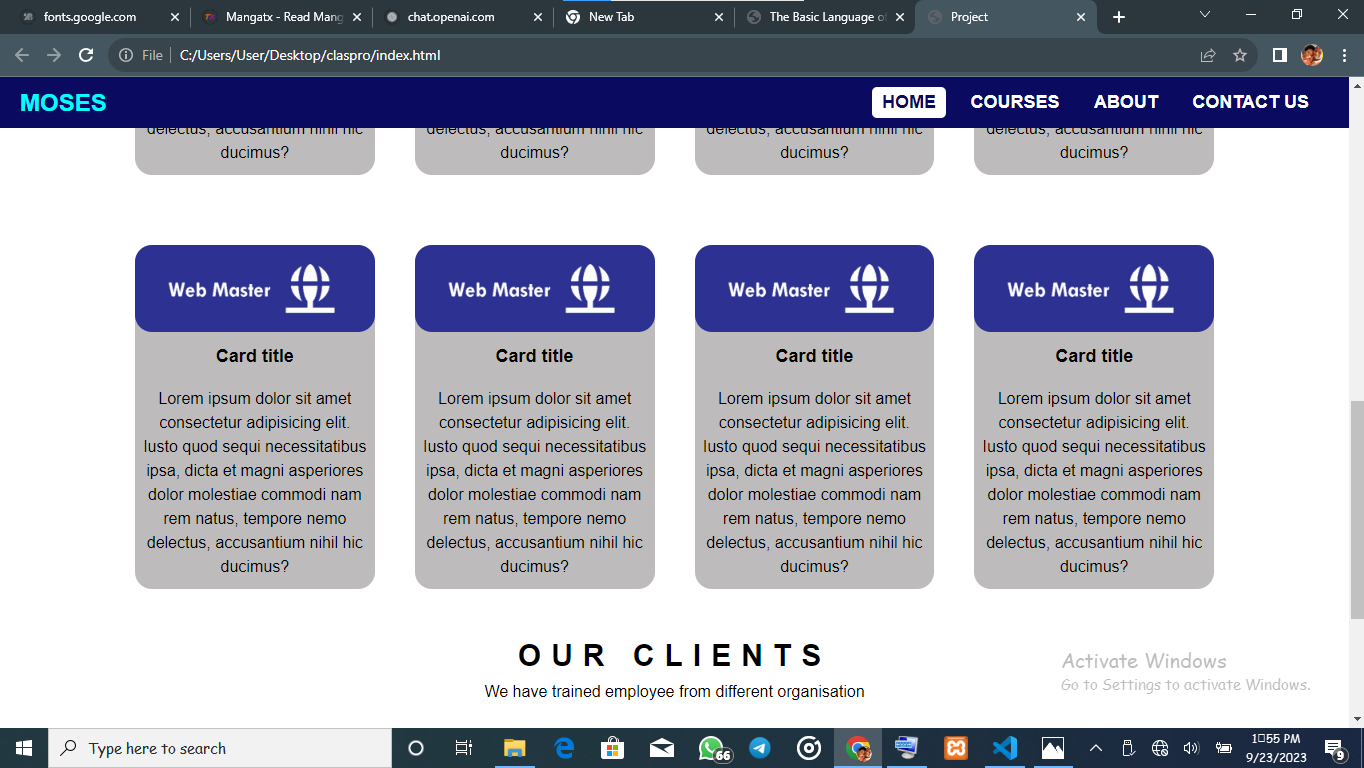 fonts.google.com
Mangatx - Read Mang
chat.openai.com
New Tab
The Basic Language of
Project
File
C:/Users/User/Desktop/claspro/index.html
MOSES
HOME
COURSES
ABOUT
CONTACT US
delectus, accusantium nihil hic
ducimus?
delectus, accusantium nihil hic
ducimus?
delectus, accusantium nihil hic
ducimus?
delectus, accusantium nihil hic
ducimus?
Web Master
Card title
Lorem ipsum dolor sit amet
consectetur adipisicing elit.
Iusto quod sequi necessitatibus
ipsa, dicta et magni asperiores
dolor molestiae commodi nam
rem natus, tempore nemo
delectus, accusantium nihil hic
ducimus?
Web Master
Card title
Lorem ipsum dolor sit amet
consectetur adipisicing elit.
Iusto quod sequi necessitatibus
ipsa, dicta et magni asperiores
dolor molestiae commodi nam
rem natus, tempore nemo
delectus, accusantium nihil hic
ducimus?
Web Master
Card title
Lorem ipsum dolor sit amet
consectetur adipisicing elit.
Iusto quod sequi necessitatibus
ipsa, dicta et magni asperiores
dolor molestiae commodi nam
rem natus, tempore nemo
delectus, accusantium nihil hic
ducimus?
Web Master
Card title
Lorem ipsum dolor sit amet
consectetur adipisicing elit.
Iusto quod sequi necessitatibus
ipsa, dicta et magni asperiores
dolor molestiae commodi nam
rem natus, tempore nemo
delectus, accusantium nihil hic
ducimus?
OUR CLIENTS
We have trained employee from different organisation
Activate Windows
Go to Settings to activate Windows.
Type here to search
66
1:55 PM
9/23/2023
9